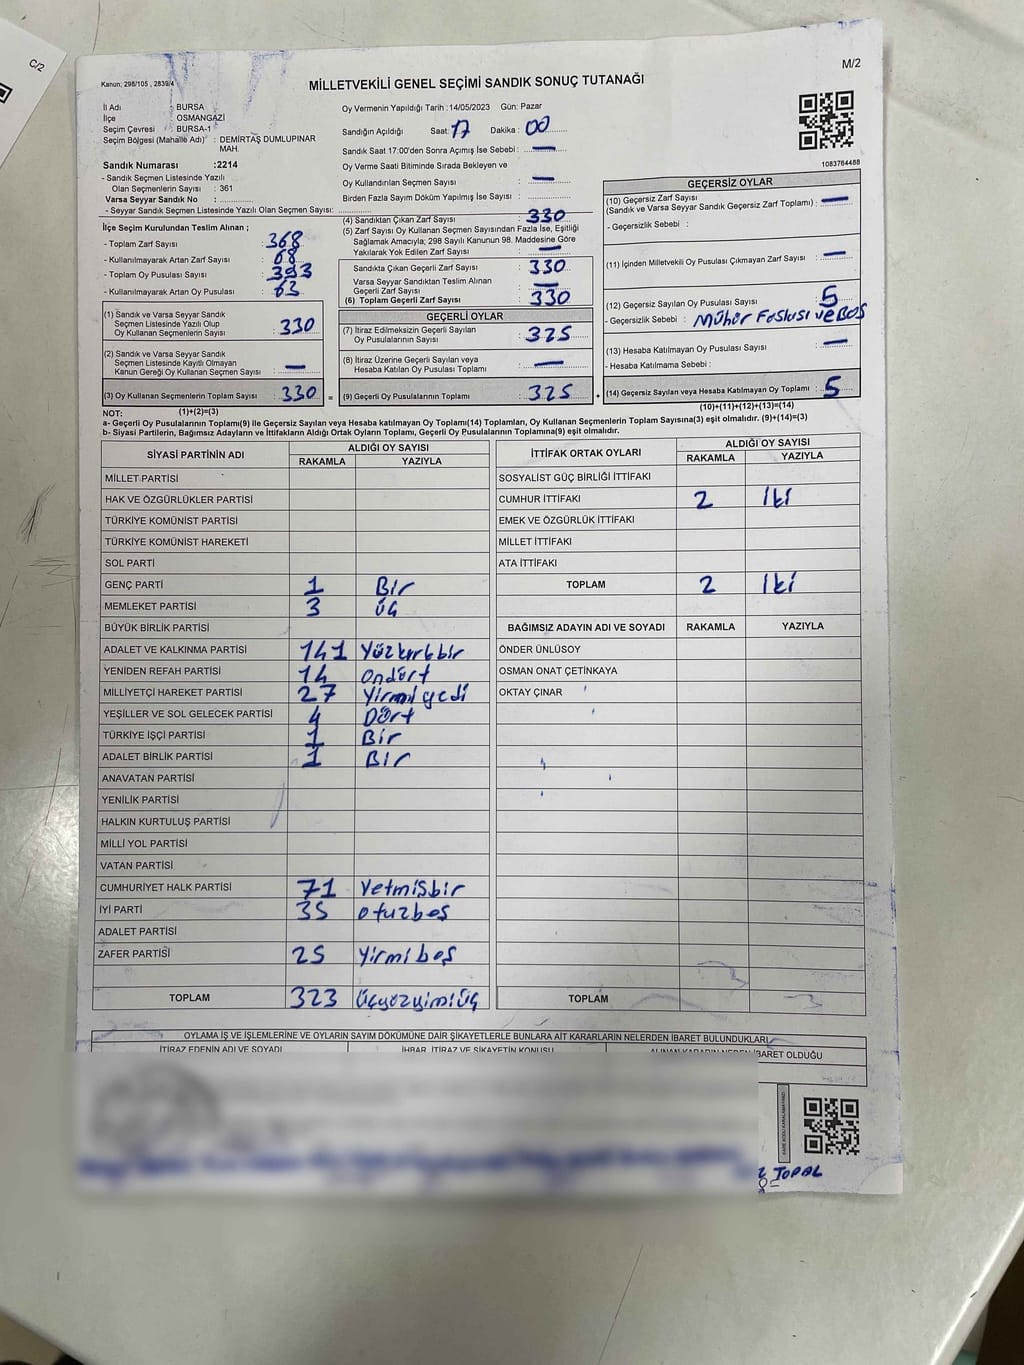 C/2
M/2
Kanun: 298/105 , 2839/4
MİLLETVEKİLİ GENEL SEÇİMİ SANDIK SONUÇ TUTANAĞI
İl Adı : BURSA
İlçe : OSMANGAZİ
Seçim Çevresi : BURSA-1
Seçim Bölgesi (Mahalle Adı) : DEMİRTAŞ DUMLUPINAR MAH.
Sandık Numarası :2214
- Sandık Seçmen Listesinde Yazılı
Olan Seçmenlerin Sayısı : 361
Varsa Seyyar Sandık No :
- Seyyar Sandık Seçmen Listesinde Yazılı Olan Seçmen Sayısı:
İlçe Seçim Kurulundan Teslim Alınan ;
- Toplam Zarf Sayısı : 368
- Kullanılmayarak Artan Zarf Sayısı :
- Toplam Oy Pusulası Sayısı : 393
- Kullanılmayarak Artan Oy Pusulası : 63
(1) Sandık ve Varsa Seyyar Sandık
Seçmen Listesinde Yazılı Olup
Oy Kullanan Seçmenlerin Sayısı : 330
(2) Sandık ve Varsa Seyyar Sandık
Seçmen Listesinde Kayıtlı Olmayan
Kanun Gereği Oy Kullanan Seçmen Sayısı : —
(3) Oy Kullanan Seçmenlerin Toplam Sayısı : 330
(1)+(2)=(3)
Oy Vermenin Yapıldığı Tarih : 14/05/2023 Gün: Pazar
Sandığın Açıldığı Saat: 17 Dakika : 00
Sandık Saat 17:00'den Sonra Açımış İse Sebebi : —
Oy Verme Saati Bitiminde Sırada Bekleyen ve
Oy Kullandırılan Seçmen Sayısı : —
Birden Fazla Sayım Döküm Yapılmış İse Sayısı :
(4) Sandıktan Çıkan Zarf Sayısı : 330
(5) Zarf Sayısı Oy Kullanan Seçmen Sayısından Fazla İse, Eşitliği
Sağlamak Amacıyla; 298 Sayılı Kanunun 98. Maddesine Göre
Yakılarak Yok Edilen Zarf Sayısı : —
Sandıkta Çıkan Geçerli Zarf Sayısı : 330
Varsa Seyyar Sandıktan Teslim Alınan
Geçerli Zarf Sayısı : —
(6) Toplam Geçerli Zarf Sayısı : 330
GEÇERLİ OYLAR
(7) İtiraz Edilmeksizin Geçerli Sayılan
Oy Pusulalarının Sayısı : 325
(8) İtiraz Üzerine Geçerli Sayılan veya
Hesaba Katılan Oy Pusulası Toplamı : —
= (9) Geçerli Oy Pusulalarının Toplamı : 325 +
1083764488
GEÇERSİZ OYLAR
(10) Geçersiz Zarf Sayısı
(Sandık ve Varsa Seyyar Sandık Geçersiz Zarf Toplamı) : —
- Geçersizlik Sebebi :
(11) İçinden Milletvekili Oy Pusulası Çıkmayan Zarf Sayısı : —
(12) Geçersiz Sayılan Oy Pusulası Sayısı : 5
- Geçersizlik Sebebi : Mühür Faslası ve Boş
(13) Hesaba Katılmayan Oy Pusulası Sayısı : —
- Hesaba Katılmama Sebebi :
(14) Geçersiz Sayılan veya Hesaba Katılmayan Oy Toplamı : 5
(10)+(11)+(12)+(13)=(14)
NOT:
a- Geçerli Oy Pusulalarının Toplamı(9) ile Geçersiz Sayılan veya Hesaba katılmayan Oy Toplamı(14) Toplamları, Oy Kullanan Seçmenlerin Toplam Sayısına(3) eşit olmalıdır. (9)+(14)=(3)
b- Siyasi Partilerin, Bağımsız Adayların ve İttifakların Aldığı Ortak Oyların Toplamı, Geçerli Oy Pusulalarının Toplamına(9) eşit olmalıdır.
SİYASİ PARTİNİN ADI ALDIĞI OY SAYISI
RAKAMLA YAZIYLA
MİLLET PARTİSİ
HAK VE ÖZGÜRLÜKLER PARTİSİ
TÜRKİYE KOMÜNİST PARTİSİ
TÜRKİYE KOMÜNİST HAREKETİ
SOL PARTİ
GENÇ PARTİ 1 Bir
MEMLEKET PARTİSİ 3 üç
BÜYÜK BİRLİK PARTİSİ
ADALET VE KALKINMA PARTİSİ 141 Yüzkırkbir
YENİDEN REFAH PARTİSİ 14 ondört
MİLLİYETÇİ HAREKET PARTİSİ 27 Yirmi yedi
YEŞİLLER VE SOL GELECEK PARTİSİ 4 Dört
TÜRKİYE İŞÇİ PARTİSİ 1 Bir
ADALET BİRLİK PARTİSİ 1 Bir
ANAVATAN PARTİSİ
YENİLİK PARTİSİ
HALKIN KURTULUŞ PARTİSİ
MİLLİ YOL PARTİSİ
VATAN PARTİSİ
CUMHURİYET HALK PARTİSİ 71 Yetmişbir
İYİ PARTİ 35 otuzbeş
ADALET PARTİSİ
ZAFER PARTİSİ 25 Yirmi beş
TOPLAM 323 Üçyüzyimiüç
İTTİFAK ORTAK OYLARI ALDIĞI OY SAYISI
RAKAMLA YAZIYLA
SOSYALİST GÜÇ BİRLİĞİ İTTİFAKI
CUMHUR İTTİFAKI 2 iki
EMEK VE ÖZGÜRLÜK İTTİFAKI
MİLLET İTTİFAKI
ATA İTTİFAKI
TOPLAM 2 iki
BAĞIMSIZ ADAYIN ADI VE SOYADI RAKAMLA YAZIYLA
ÖNDER ÜNLÜSOY
OSMAN ONAT ÇETİNKAYA
OKTAY ÇINAR
TOPLAM
OYLAMA İŞ VE İŞLEMLERİNE VE OYLARIN SAYIM DÖKÜMÜNE DAİR ŞİKAYETLERLE BUNLARA AİT KARARLARIN NELERDEN İBARET BULUNDUKLARI
İTİRAZ EDENİN ADI VE SOYADI İHBAR, İTİRAZ VE ŞİKAYETİN KONUSU ALINAN KARARIN NEDEN İBARET OLDUĞU
TOPAL